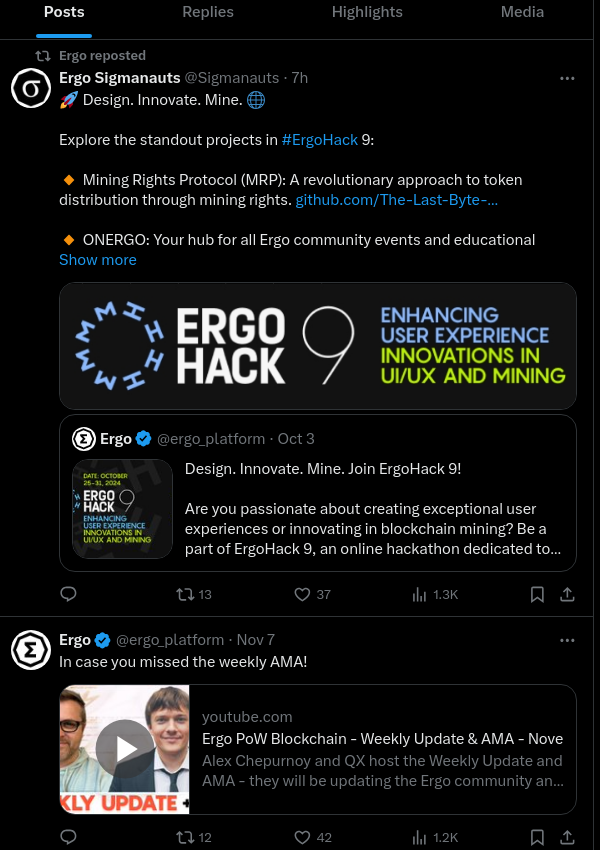 Posts Replies Highlights Media
Ergo reposted
Ergo Sigmanauts @Sigmanauts · 7h
🚀 Design. Innovate. Mine. 🌐
Explore the standout projects in #ErgoHack 9:
🔸 Mining Rights Protocol (MRP): A revolutionary approach to token
distribution through mining rights. github.com/The-Last-Byte-...
🔸 ONERGO: Your hub for all Ergo community events and educational
Show more
ERGO
HACK
9
ENHANCING
USER EXPERIENCE
INNOVATIONS IN
UI/UX AND MINING
Ergo @ergo_platform · Oct 3
DATE: OCTOBER
25-31, 2024
ERGO
HACK
9
ENHANCING
USER EXPERIENCE
INNOVATIONS IN
UI/UX AND MINING
Design. Innovate. Mine. Join ErgoHack 9!
Are you passionate about creating exceptional user
experiences or innovating in blockchain mining? Be a
part of ErgoHack 9, an online hackathon dedicated to...
13 37 1.3K
Ergo @ergo_platform · Nov 7
In case you missed the weekly AMA!
KLY UPDATE +
youtube.com
Ergo PoW Blockchain - Weekly Update & AMA - Nove
Alex Chepurnoy and QX host the Weekly Update and
AMA - they will be updating the Ergo community an...
12 42 1.2K